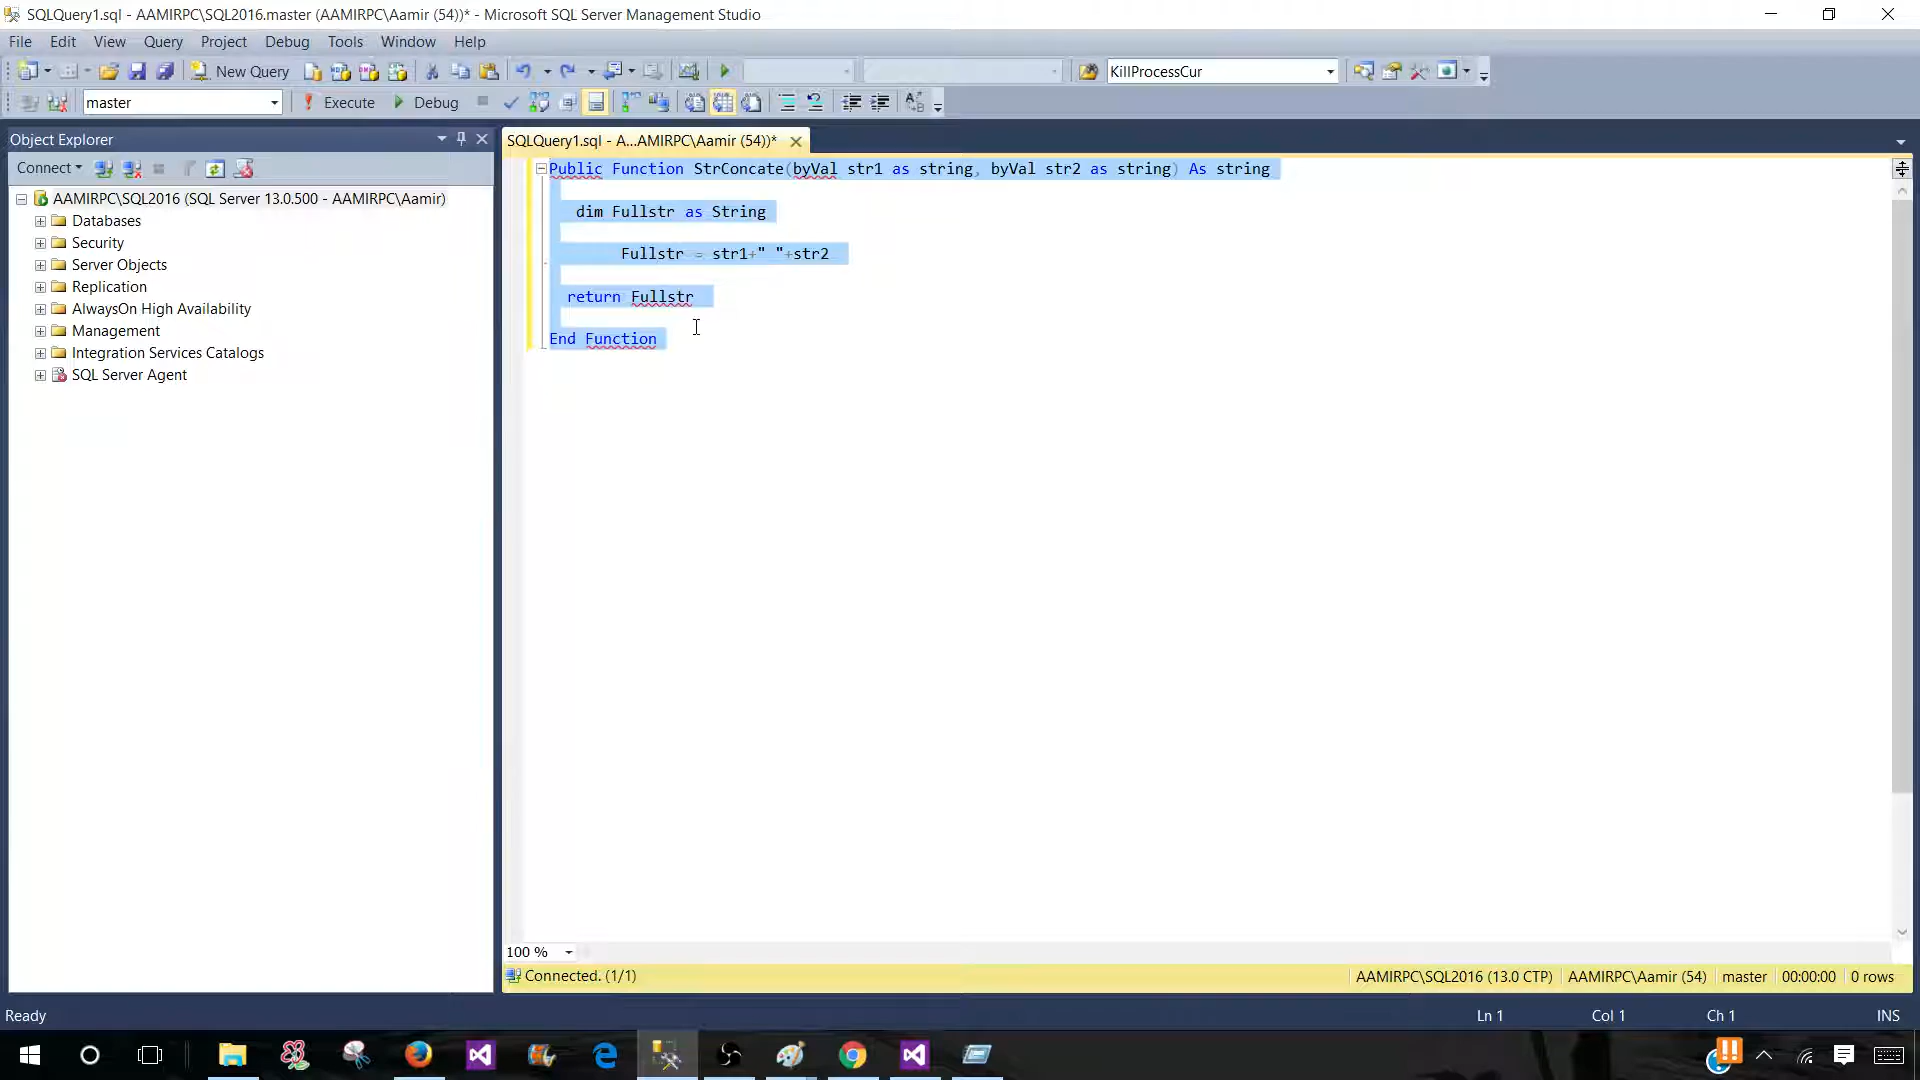 SQLQuery1.sql - AAMIRPC\SQL2016.master (AAMIRPC\Aamir (54))* - Microsoft SQL Server Management Studio
File Edit View Query Project Debug Tools Window Help
New Query KillProcessCur
master Execute Debug
Object Explorer
SQLQuery1.sql - A...AMIRPC\Aamir (54))*
Connect
AAMIRPC\SQL2016 (SQL Server 13.0.500 - AAMIRPC\Aamir)
Databases
Security
Server Objects
Replication
AlwaysOn High Availability
Management
Integration Services Catalogs
SQL Server Agent
Public Function StrConcate(byVal str1 as string, byVal str2 as string) As string
dim Fullstr as String
Fullstr = str1+" "+str2
return Fullstr
End Function
100 %
Connected. (1/1) AAMIRPC\SQL2016 (13.0 CTP) AAMIRPC\Aamir (54) master 00:00:00 0 rows
Ready Ln 1 Col 1 Ch 1 INS